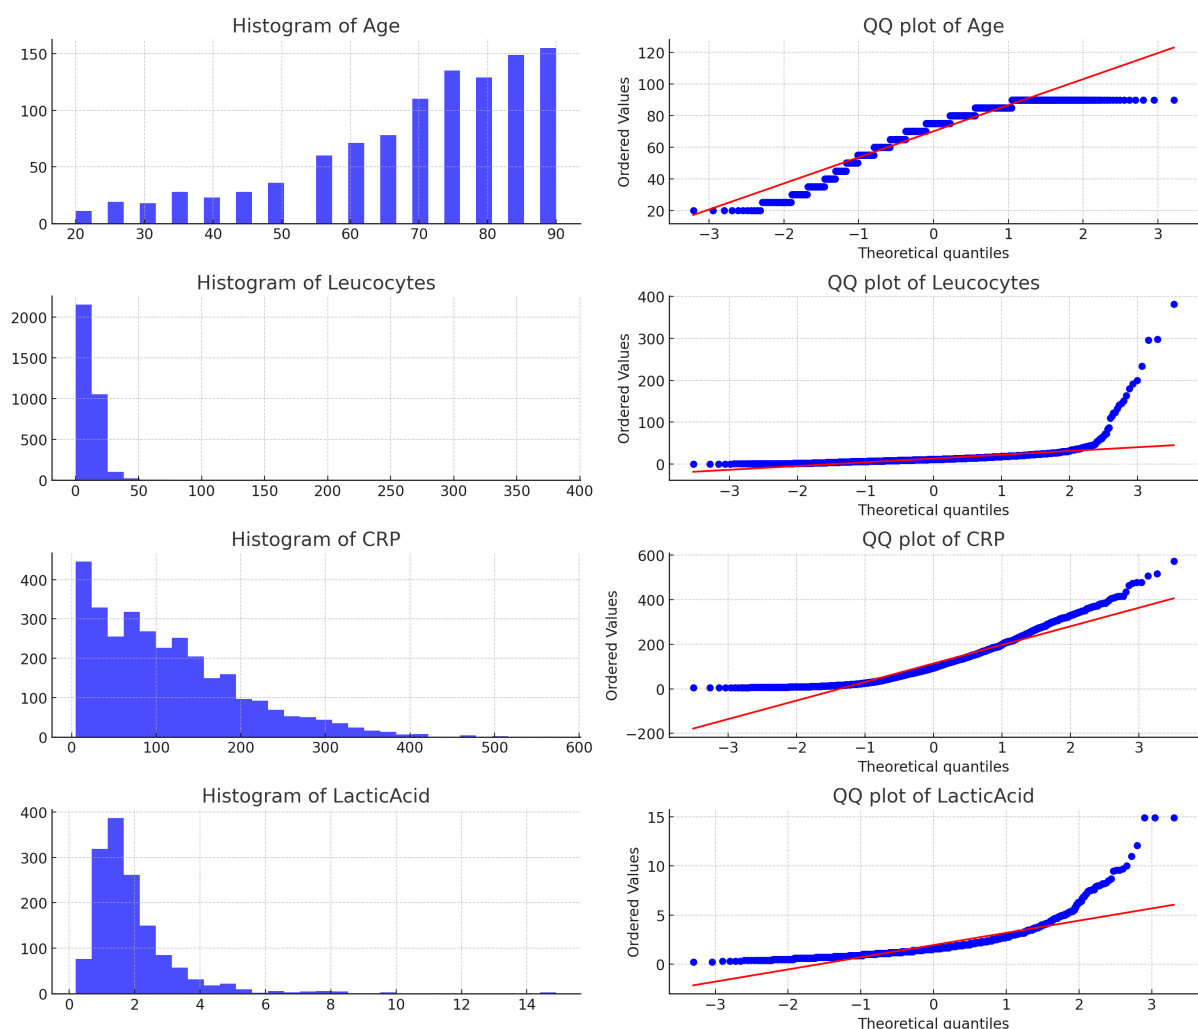 Histogram of Age
150
100
50
0
20 30 40 50 60 70 80 90
QQ plot of Age
Ordered Values
120
100
80
60
40
20
−3 −2 −1 0 1 2 3
Theoretical quantiles
Histogram of Leucocytes
2000
1500
1000
500
0
0 50 100 150 200 250 300 350 400
QQ plot of Leucocytes
Ordered Values
400
300
200
100
0
−3 −2 −1 0 1 2 3
Theoretical quantiles
Histogram of CRP
400
300
200
100
0
0 100 200 300 400 500 600
QQ plot of CRP
Ordered Values
600
400
200
0
−200
−3 −2 −1 0 1 2 3
Theoretical quantiles
Histogram of LacticAcid
400
300
200
100
0
0 2 4 6 8 10 12 14
QQ plot of LacticAcid
Ordered Values
15
10
5
0
−3 −2 −1 0 1 2 3
Theoretical quantiles